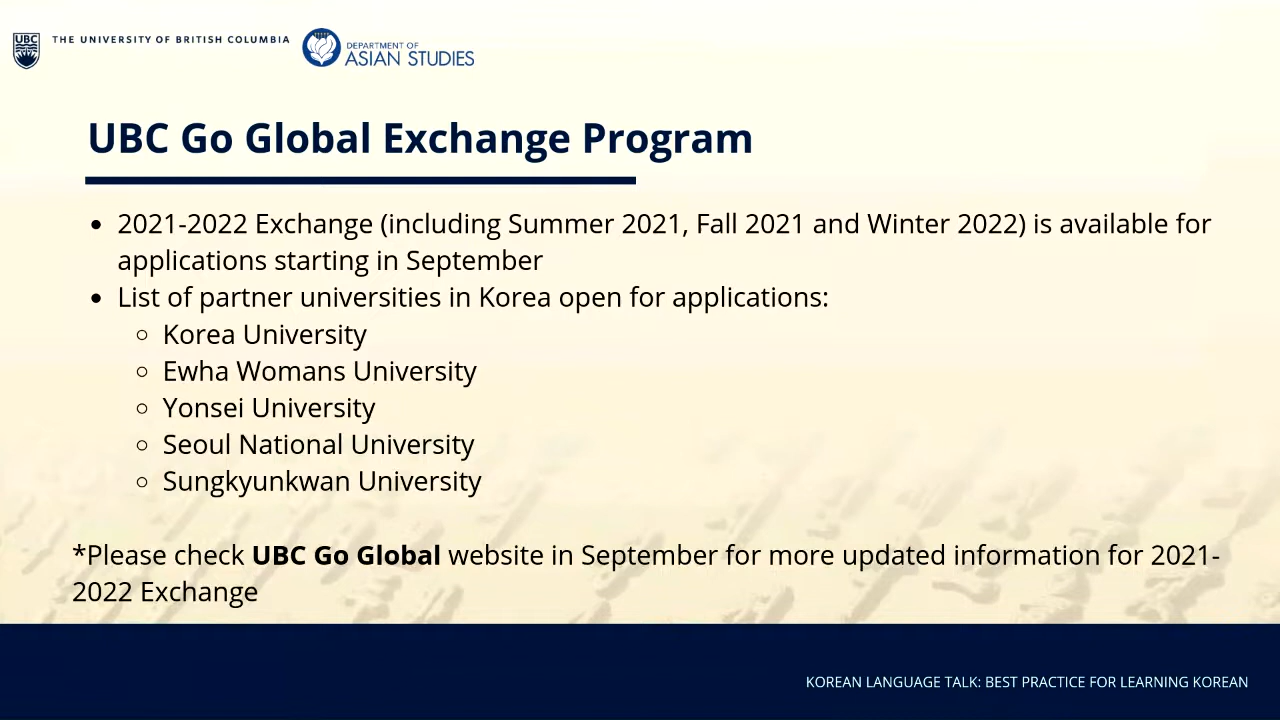 UBC
THE UNIVERSITY OF BRITISH COLUMBIA
DEPARTMENT OF
ASIAN STUDIES
UBC Go Global Exchange Program
• 2021-2022 Exchange (including Summer 2021, Fall 2021 and Winter 2022) is available for
applications starting in September
• List of partner universities in Korea open for applications:
○ Korea University
○ Ewha Womans University
○ Yonsei University
○ Seoul National University
○ Sungkyunkwan University
*Please check UBC Go Global website in September for more updated information for 2021-
2022 Exchange
KOREAN LANGUAGE TALK: BEST PRACTICE FOR LEARNING KOREAN